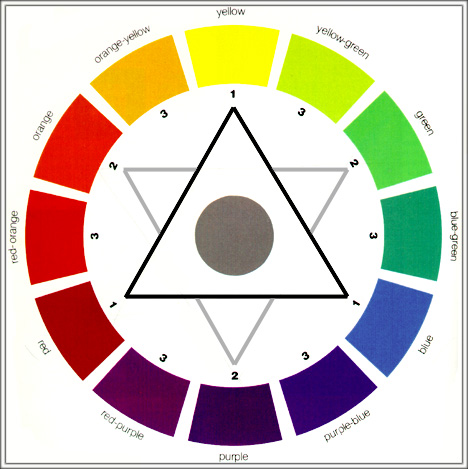 yellow
yellow-green
green
blue-green
blue
purple-blue
purple
red-purple
red
red-orange
orange
orange-yellow
1
3
2
3
1
3
2
3
1
3
2
3